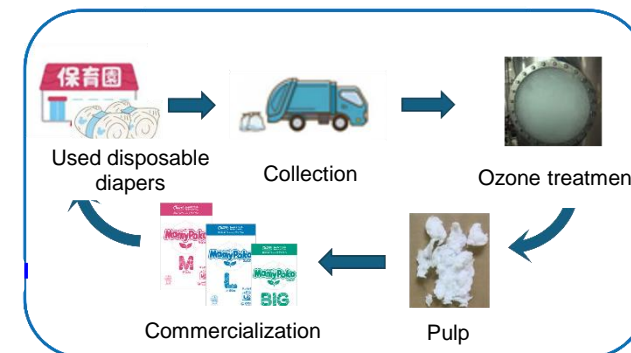 保育園
Used disposable
diapers
Collection
Ozone treatmen
MamyPoko
M
MamyPoko
L
MamyPoko
BIG
Commercialization
Pulp